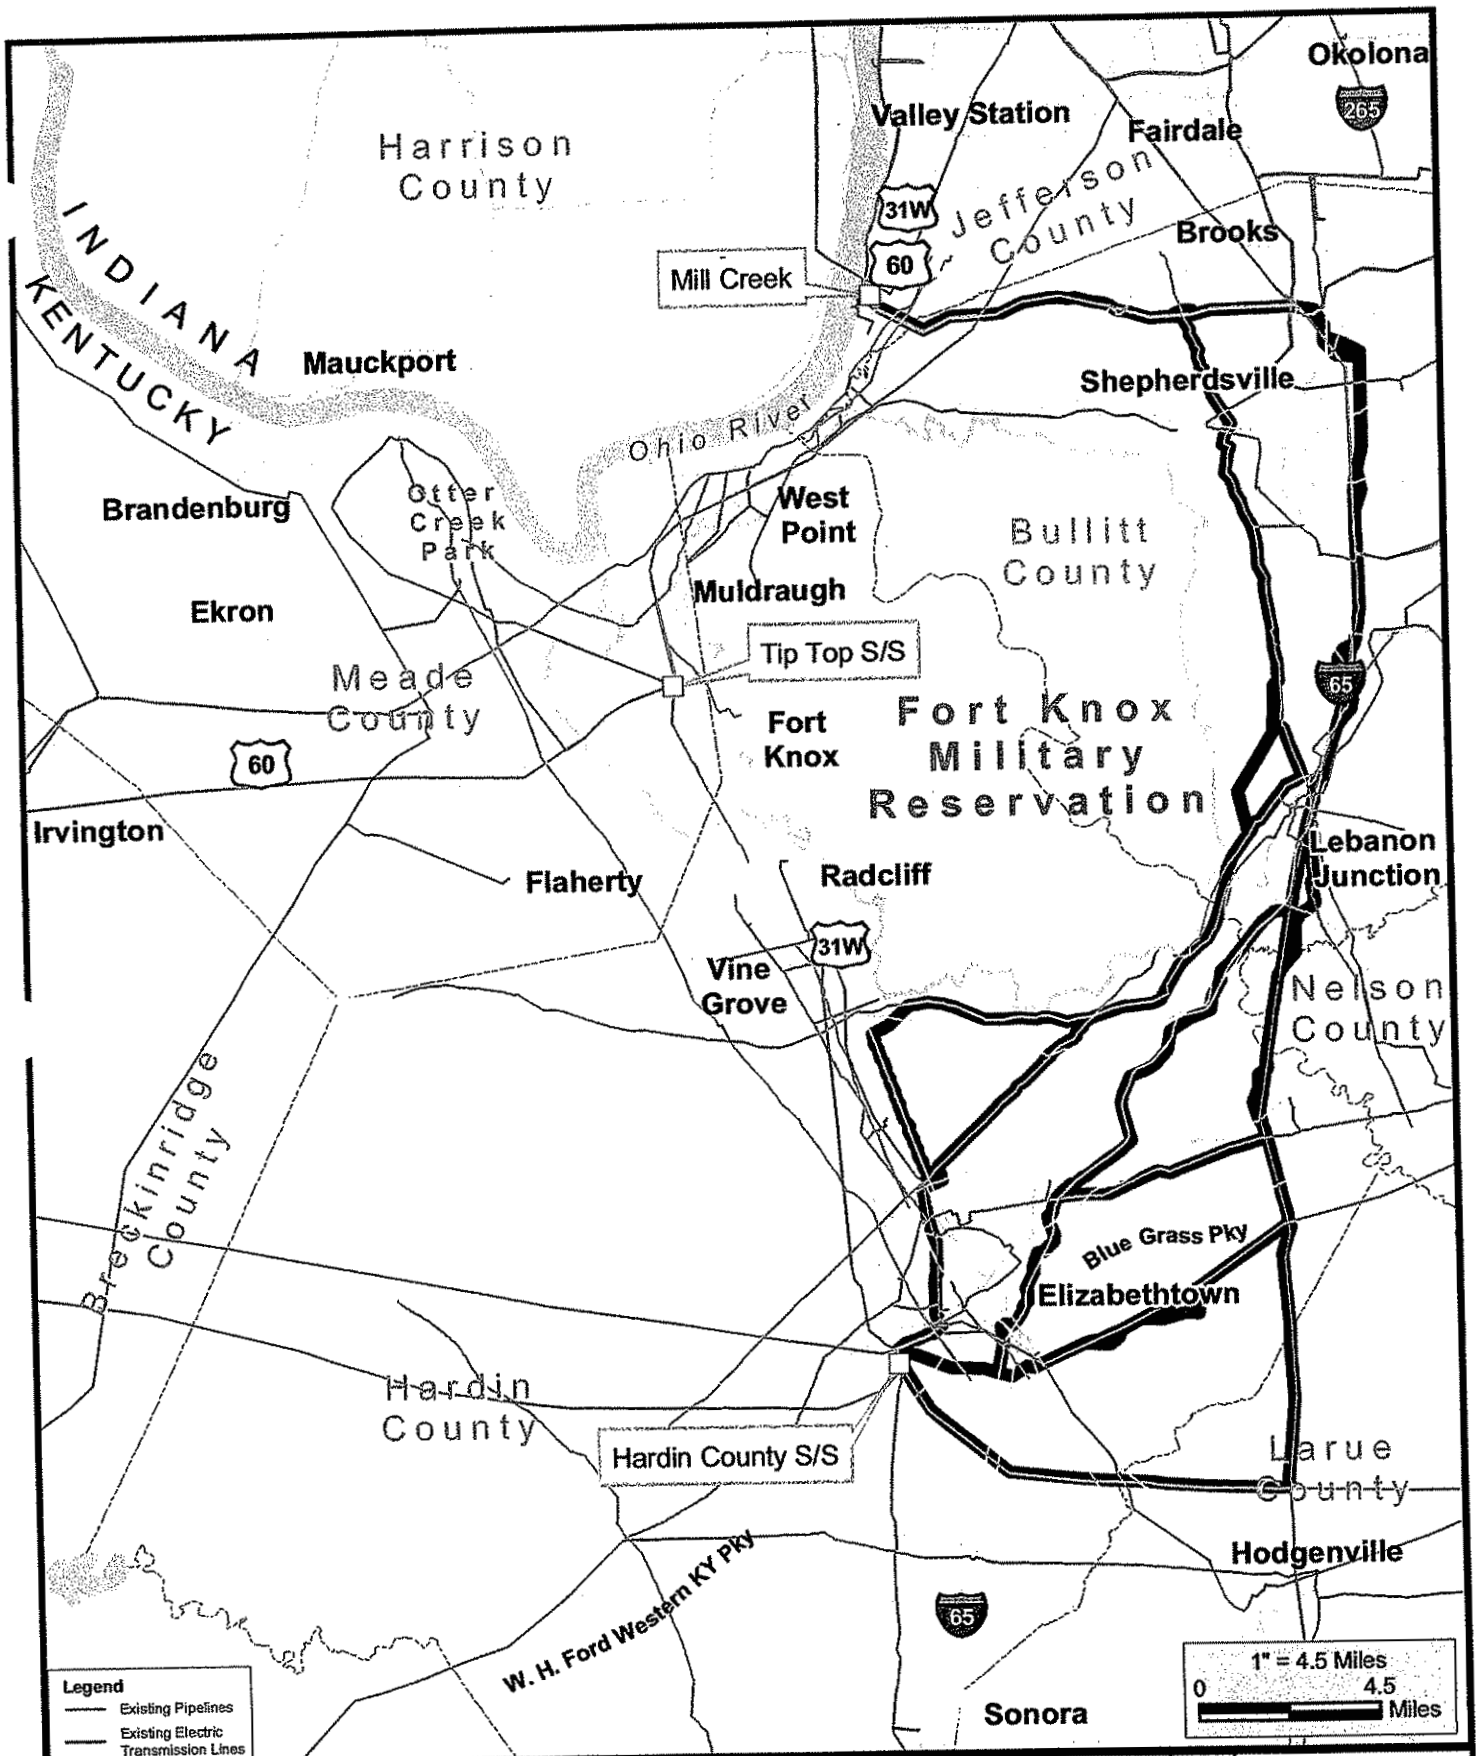 Okolona
265
Valley Station
Fairdale
Harrison
County
Jefferson
County
31W
60
Brooks
Mill Creek
INDIANA
KENTUCKY
Mauckport
Shepherdsville
Ohio River
Otter
Creek
Park
Brandenburg
West
Point
Bullitt
County
Muldraugh
Ekron
Tip Top S/S
Meade
County
65
Fort Knox
Military
Reservation
Fort
Knox
60
Irvington
Lebanon
Junction
Flaherty
Radcliff
31W
Vine
Grove
Nelson
County
Breckinridge
County
Blue Grass Pky
Elizabethtown
Hardin
County
Hardin County S/S
Larue
County
Hodgenville
W. H. Ford Western KY Pky
65
1" = 4.5 Miles
0 4.5
Miles
Legend
Existing Pipelines
Existing Electric
Transmission Lines
Sonora